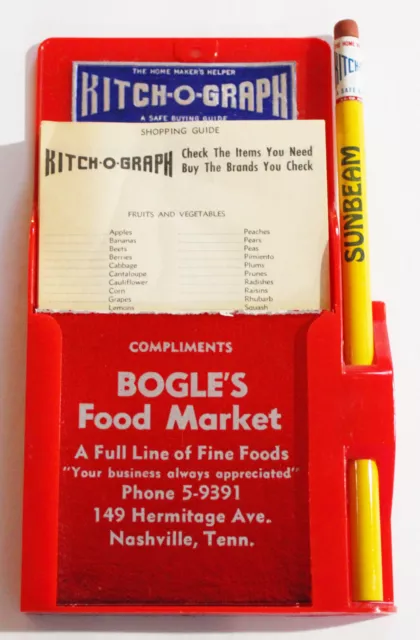 THE HOME MAKER'S HELPER
KITCH-O-GRAPH
A SAFE BUYING GUIDE
SHOPPING GUIDE
KITCH-O-GRAPH
Check The Items You Need
Buy The Brands You Check
FRUITS AND VEGETABLES
Apples
Bananas
Beets
Berries
Cabbage
Cantaloupe
Cauliflower
Corn
Grapes
Lemons
Peaches
Pears
Peas
Pimiento
Plums
Prunes
Radishes
Raisins
Rhubarb
Squash
COMPLIMENTS
BOGLE'S
Food Market
A Full Line of Fine Foods
"Your business always appreciated"
Phone 5-9391
149 Hermitage Ave.
Nashville, Tenn.
SUNBEAM